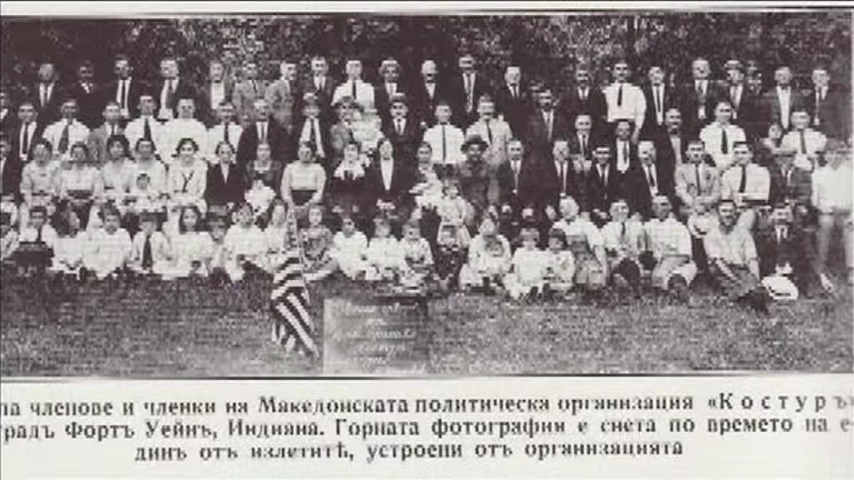 па членове и членки на Македонската политическа организация «Костуръ»
градъ Фортъ Уейнъ, Индияна. Горната фотография е снета по времето на е-
динъ отъ излетитѣ, устроени отъ организацията